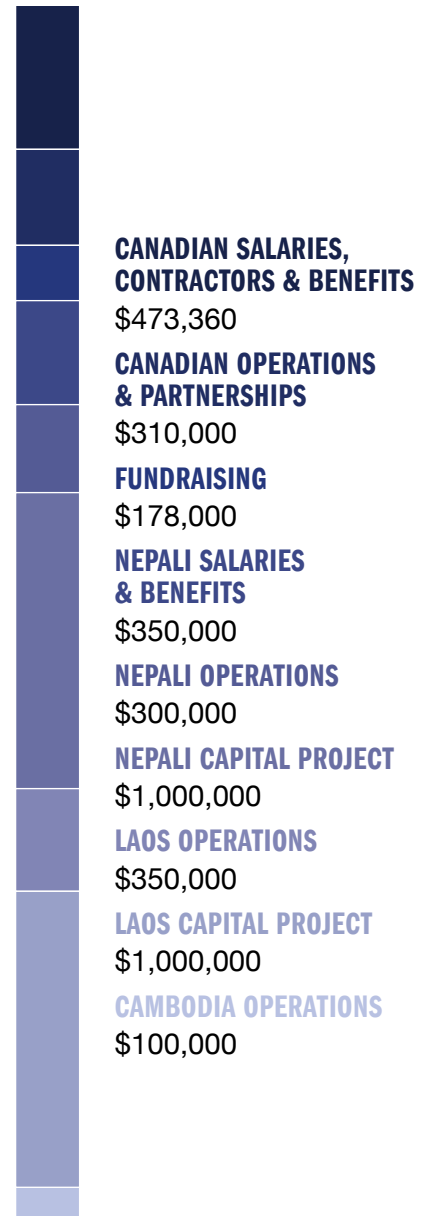 CANADIAN SALARIES,
CONTRACTORS & BENEFITS
$473,360
CANADIAN OPERATIONS
& PARTNERSHIPS
$310,000
FUNDRAISING
$178,000
NEPALI SALARIES
& BENEFITS
$350,000
NEPALI OPERATIONS
$300,000
NEPALI CAPITAL PROJECT
$1,000,000
LAOS OPERATIONS
$350,000
LAOS CAPITAL PROJECT
$1,000,000
CAMBODIA OPERATIONS
$100,000